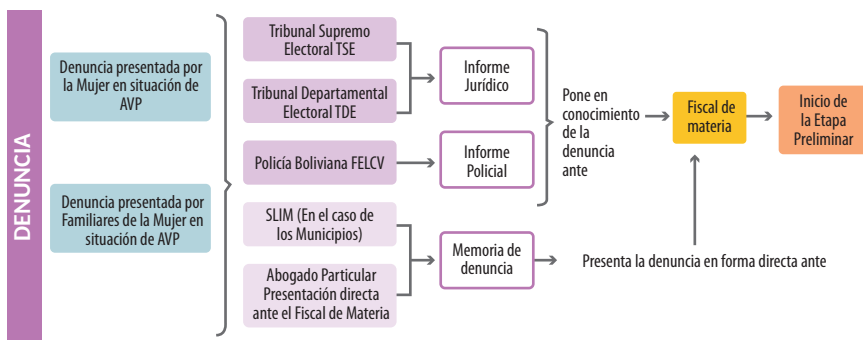 DENUNCIA
Denuncia presentada por
la Mujer en situación de
AVP
Denuncia presentada por
Familiares de la Mujer en
situación de AVP
Tribunal Supremo
Electoral TSE
Tribunal Departamental
Electoral TDE
Policía Boliviana FELCV
SLIM (En el caso de
los Municipios)
Abogado Particular
Presentación directa
ante el Fiscal de Materia
Informe
Jurídico
Informe
Policial
Memoria de
denuncia
Pone en
conocimiento
de la
denuncia
ante
Presenta la denuncia en forma directa ante
Fiscal de
materia
Inicio de
la Etapa
Preliminar